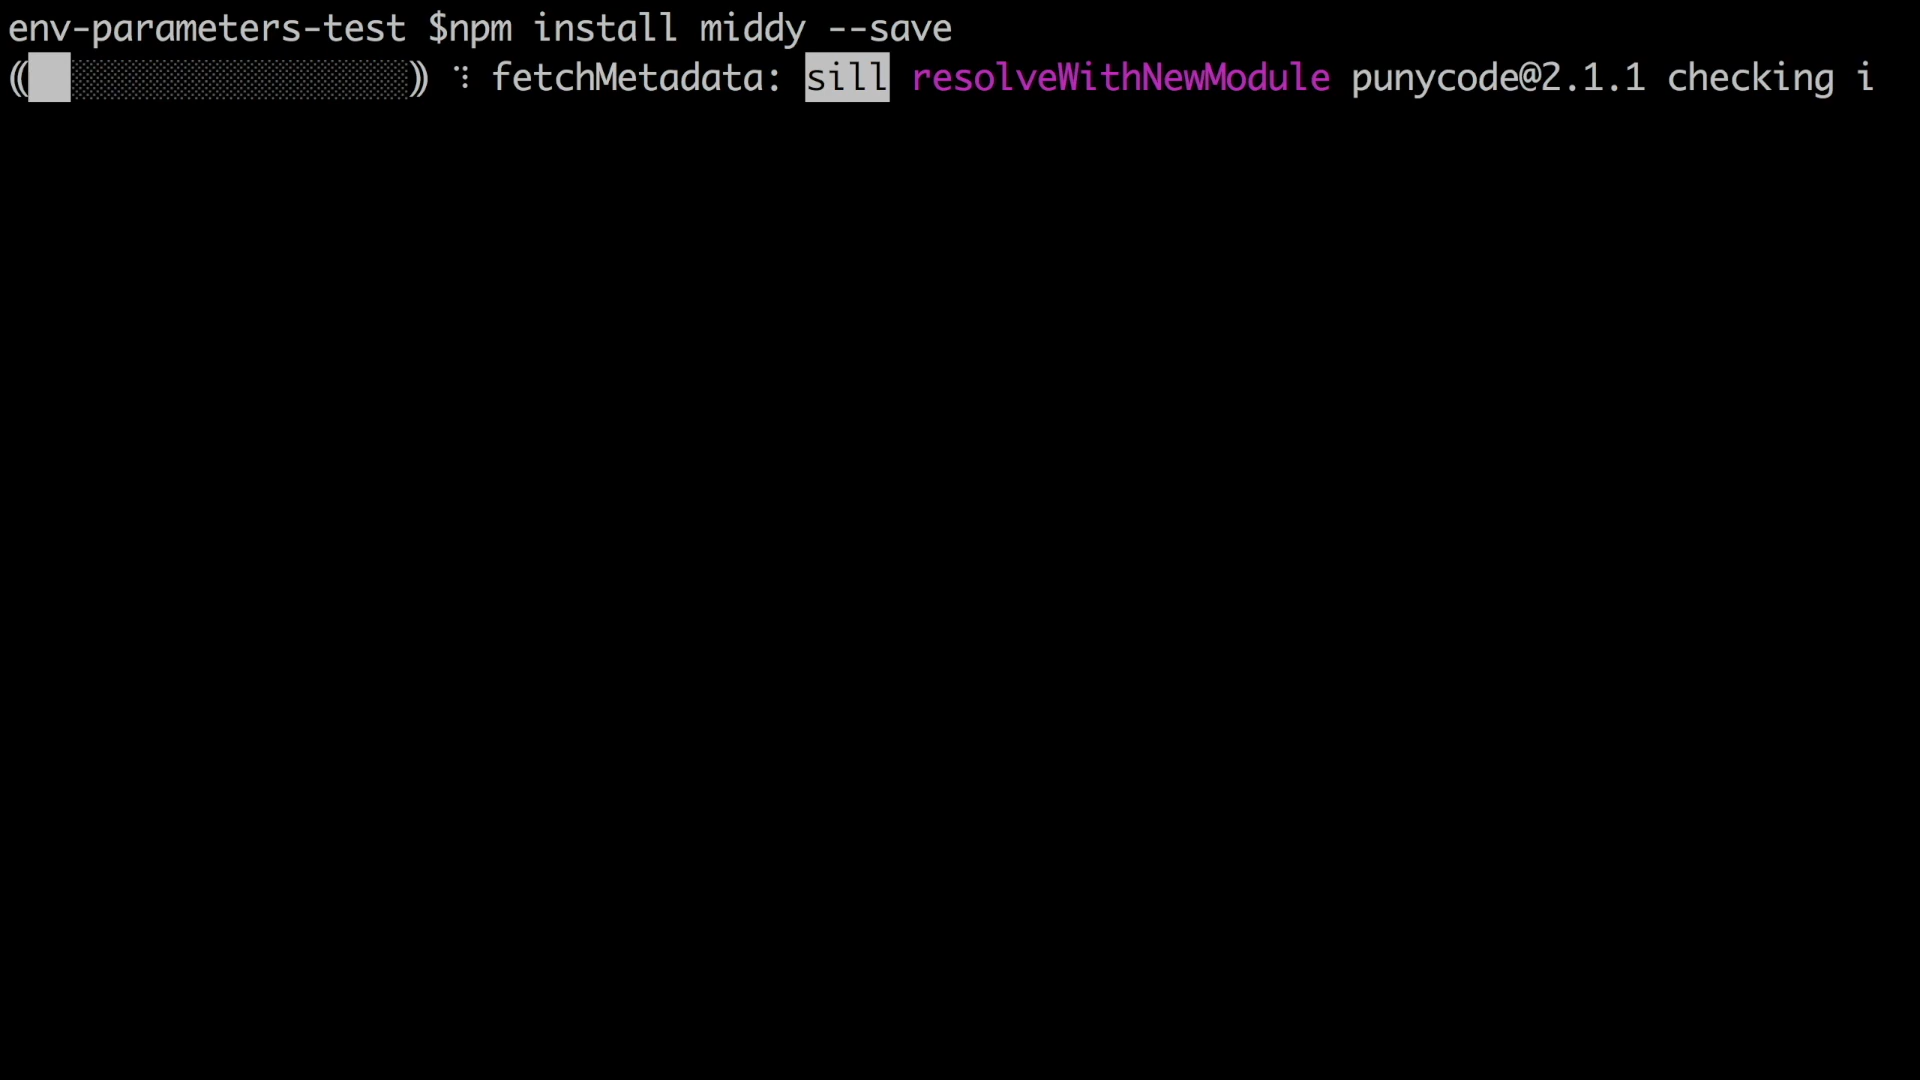 env-parameters-test $npm install middy --save
(██░░░░░░░░░░░░░░░░) ⠹ fetchMetadata: sill resolveWithNewModule punycode@2.1.1 checking i